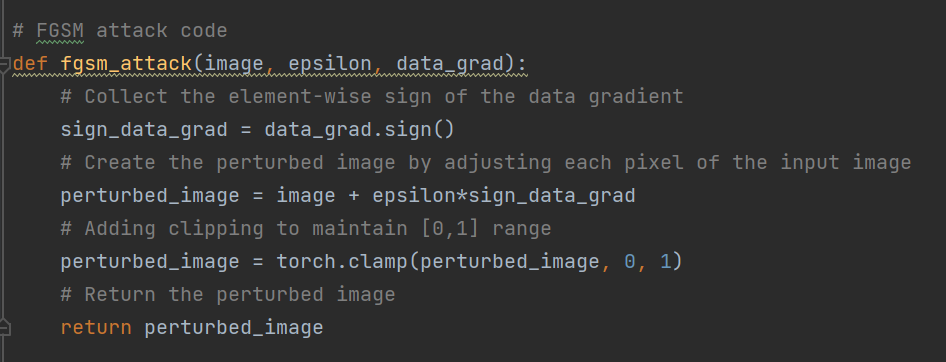 # FGSM attack code
def fgsm_attack(image, epsilon, data_grad):
    # Collect the element-wise sign of the data gradient
    sign_data_grad = data_grad.sign()
    # Create the perturbed image by adjusting each pixel of the input image
    perturbed_image = image + epsilon*sign_data_grad
    # Adding clipping to maintain [0,1] range
    perturbed_image = torch.clamp(perturbed_image, 0, 1)
    # Return the perturbed image
    return perturbed_image